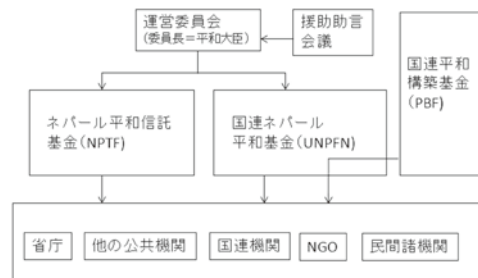 運営委員会
(委員長＝平和大臣)
援助助言
会議
国連平和
構築基金
(PBF)
ネパール平和信託
基金(NPTF)
国連ネパール
平和基金(UNPFN)
省庁
他の公共機関
国連機関
NGO
民間諸機関